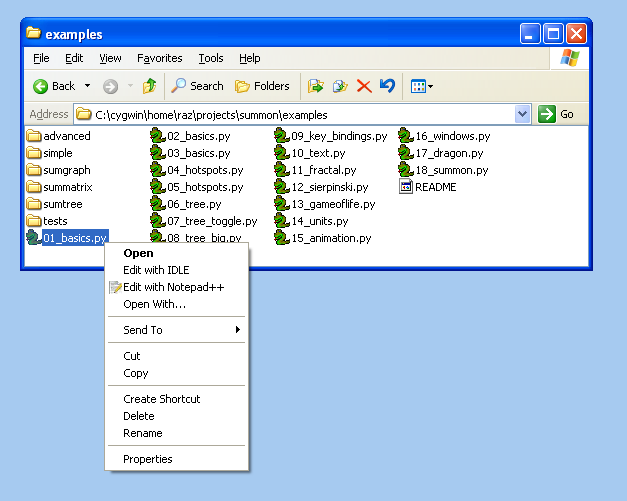 examples
File Edit View Favorites Tools Help
Back Search Folders
Address C:\cygwin\home\raz\projects\summon\examples Go
advanced 02_basics.py 09_key_bindings.py 16_windows.py
simple 03_basics.py 10_text.py 17_dragon.py
sumgraph 04_hotspots.py 11_fractal.py 18_summon.py
summatrix 05_hotspots.py 12_sierpinski.py README
sumtree 06_tree.py 13_gameoflife.py
tests 07_tree_toggle.py 14_units.py
01_basics.py 08_tree_big.py 15_animation.py
Open
Edit with IDLE
Edit with Notepad++
Open With...
Send To
Cut
Copy
Create Shortcut
Delete
Rename
Properties